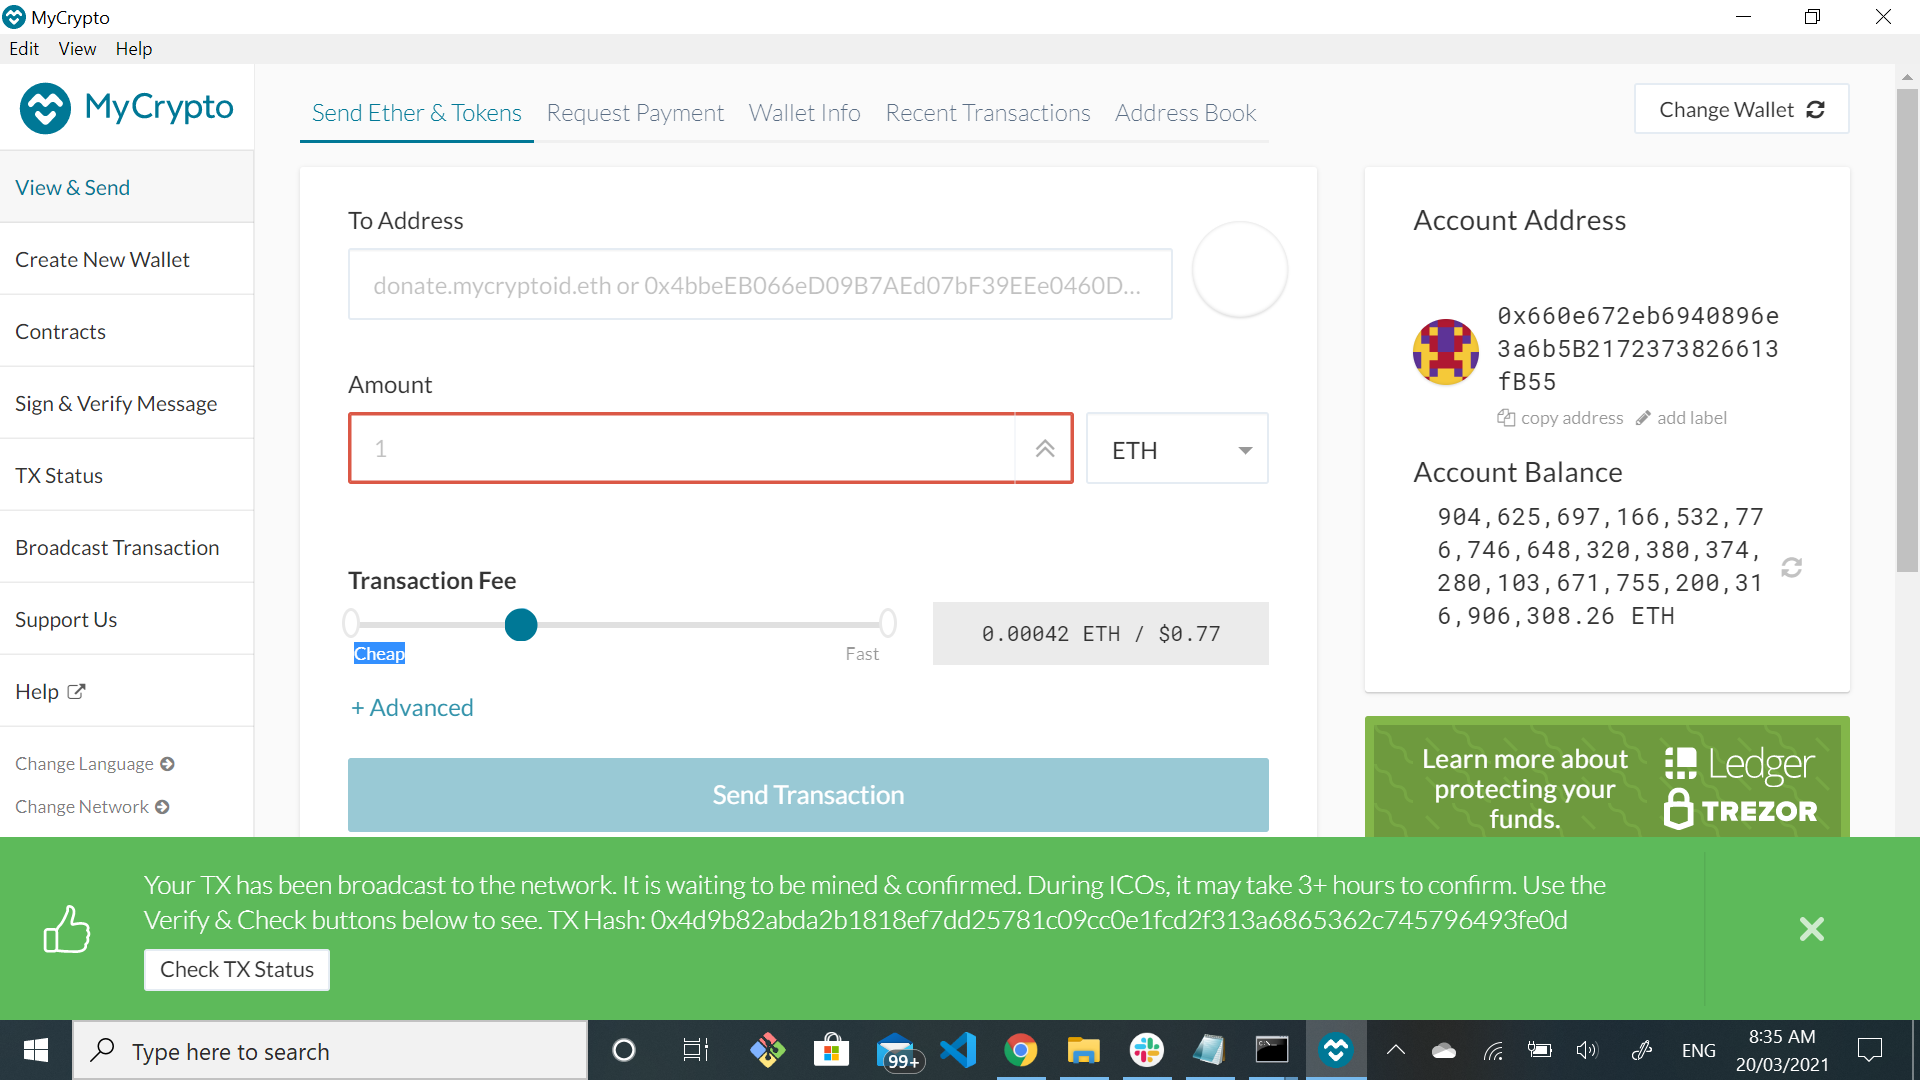 MyCrypto
Edit View Help
MyCrypto
Send Ether & Tokens Request Payment Wallet Info Recent Transactions Address Book
Change Wallet
View & Send
Create New Wallet
Contracts
Sign & Verify Message
TX Status
Broadcast Transaction
Support Us
Help
Change Language
Change Network
To Address
donate.mycryptoid.eth or 0x4bbeEB066eD09B7AEd07bF39EEe0460D...
Amount
1
ETH
Transaction Fee
Cheap
Fast
0.00042 ETH / $0.77
+ Advanced
Send Transaction
Account Address
0x660e672eb6940896e
3a6b5B2172373826613
fB55
copy address add label
Account Balance
904,625,697,166,532,77
6,746,648,320,380,374,
280,103,671,755,200,31
6,906,308.26 ETH
Learn more about
protecting your
funds.
Ledger
TREZOR
Your TX has been broadcast to the network. It is waiting to be mined & confirmed. During ICOs, it may take 3+ hours to confirm. Use the
Verify & Check buttons below to see. TX Hash: 0x4d9b82abda2b1818ef7dd25781c09cc0e1fcd2f313a6865362c745796493fe0d
Check TX Status
Type here to search
99+
ENG
8:35 AM
20/03/2021